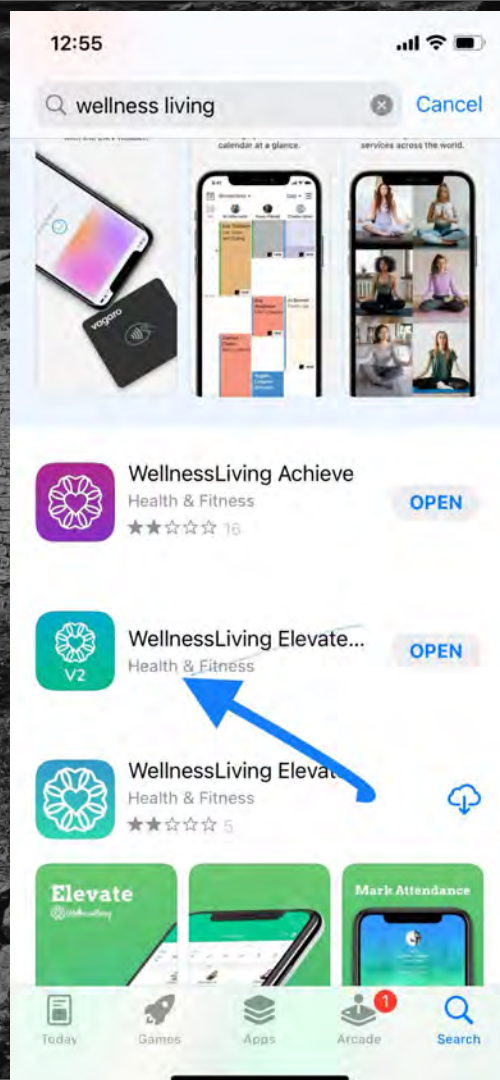 12:55
wellness living
Cancel
calendar at a glance.
services across the world.
vagaro
WellnessLiving Achieve
Health & Fitness
16
OPEN
WellnessLiving Elevate...
Health & Fitness
OPEN
V2
WellnessLiving Elevat
Health & Fitness
5
Elevate
WellnessLiving
Mark Attendance
1
Today
Games
Apps
Arcade
Search